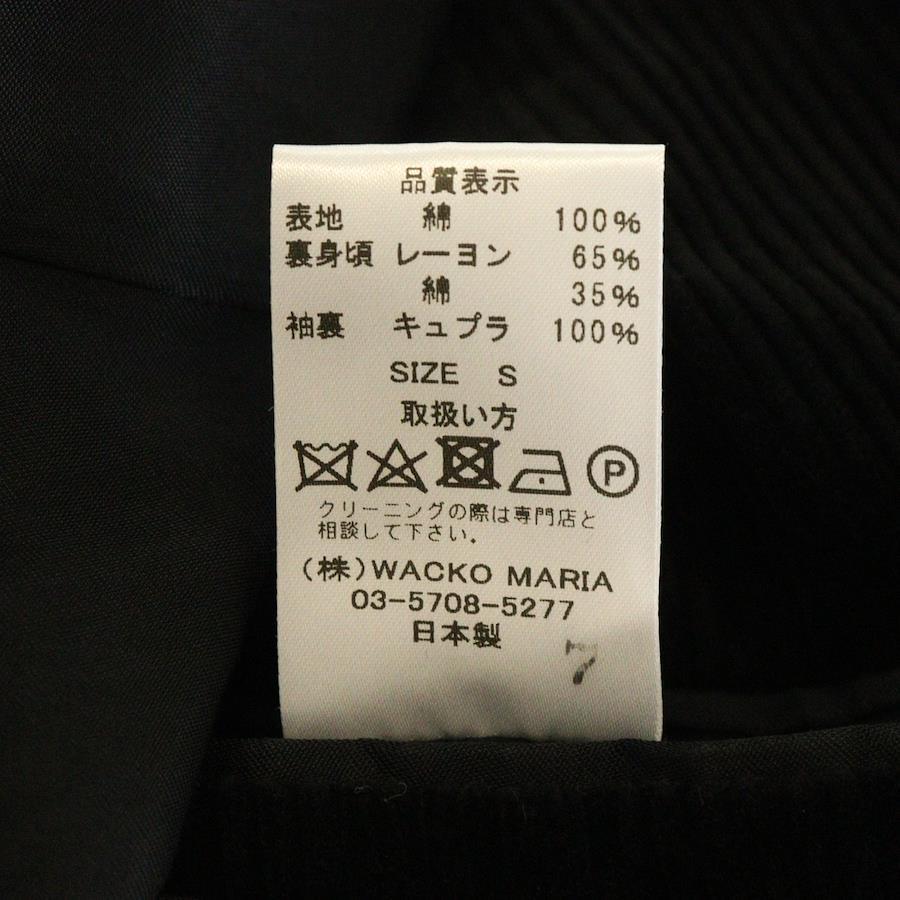 品質表示
表地 綿 100%
裏身頃 レーヨン 65%
綿 35%
袖裏 キュプラ 100%
SIZE S
取扱い方
P
クリーニングの際は専門店と
相談して下さい。
(株)WACKO MARIA
03-5708-5277
日本製
7